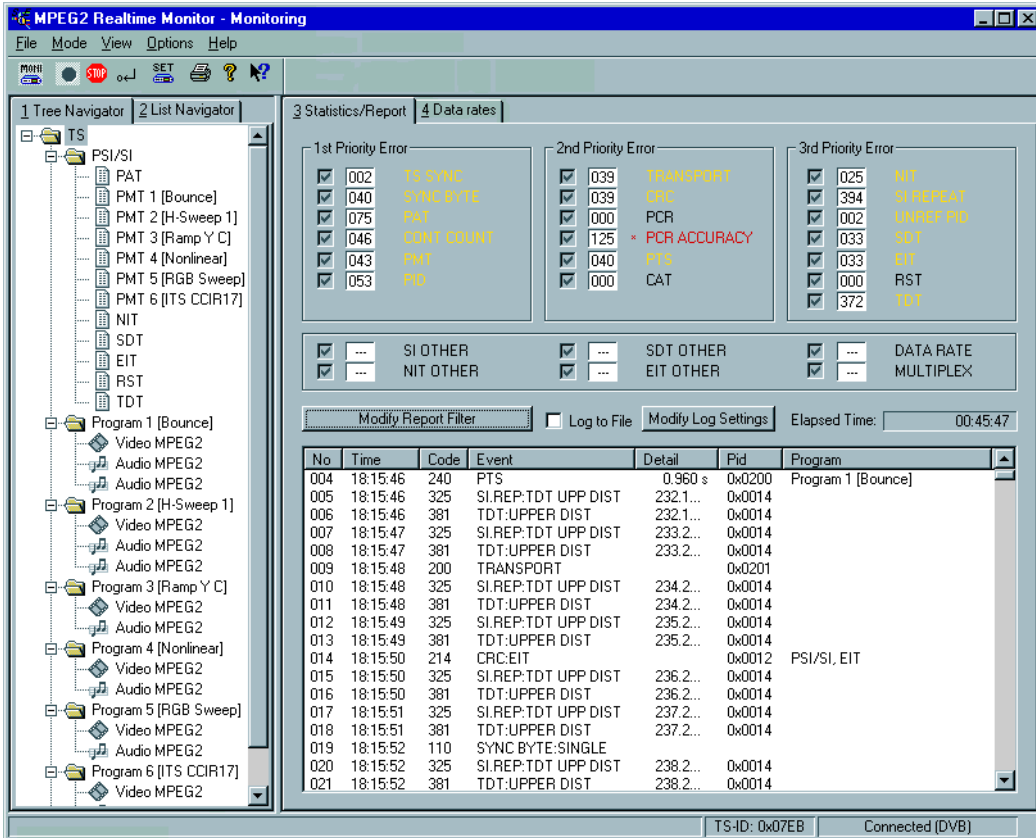 MPEG2 Realtime Monitor - Monitoring
File Mode View Options Help
MONI STOP SET
1 Tree Navigator 2 List Navigator
TS
PSI/SI
PAT
PMT 1 [Bounce]
PMT 2 [H-Sweep 1]
PMT 3 [Ramp Y C]
PMT 4 [Nonlinear]
PMT 5 [RGB Sweep]
PMT 6 [ITS CCIR17]
NIT
SDT
EIT
RST
TDT
Program 1 [Bounce]
Video MPEG2
Audio MPEG2
Audio MPEG2
Program 2 [H-Sweep 1]
Video MPEG2
Audio MPEG2
Audio MPEG2
Program 3 [Ramp Y C]
Video MPEG2
Audio MPEG2
Program 4 [Nonlinear]
Video MPEG2
Audio MPEG2
Program 5 [RGB Sweep]
Video MPEG2
Audio MPEG2
Program 6 [ITS CCIR17]
Video MPEG2
3 Statistics/Report 4 Data rates
1st Priority Error
002 TS SYNC
040 SYNC BYTE
075 PAT
046 CONT COUNT
043 PMT
053 PID
2nd Priority Error
039 TRANSPORT
039 CRC
000 PCR
125 * PCR ACCURACY
040 PTS
000 CAT
3rd Priority Error
025 NIT
394 SI REPEAT
002 UNREF PID
033 SDT
033 EIT
000 RST
372 TDT
--- SI OTHER --- SDT OTHER --- DATA RATE
--- NIT OTHER --- EIT OTHER --- MULTIPLEX
Modify Report Filter Log to File Modify Log Settings Elapsed Time: 00:45:47
No Time Code Event Detail Pid Program
004 18:15:46 240 PTS 0.960 s 0x0200 Program 1 [Bounce]
005 18:15:46 325 SI.REP:TDT UPP DIST 232.1... 0x0014
006 18:15:46 381 TDT:UPPER DIST 232.1... 0x0014
007 18:15:47 325 SI.REP:TDT UPP DIST 233.2... 0x0014
008 18:15:47 381 TDT:UPPER DIST 233.2... 0x0014
009 18:15:48 200 TRANSPORT 0x0201
010 18:15:48 325 SI.REP:TDT UPP DIST 234.2... 0x0014
011 18:15:48 381 TDT:UPPER DIST 234.2... 0x0014
012 18:15:49 325 SI.REP:TDT UPP DIST 235.2... 0x0014
013 18:15:49 381 TDT:UPPER DIST 235.2... 0x0014
014 18:15:50 214 CRC:EIT 0x0012 PSI/SI, EIT
015 18:15:50 325 SI.REP:TDT UPP DIST 236.2... 0x0014
016 18:15:50 381 TDT:UPPER DIST 236.2... 0x0014
017 18:15:51 325 SI.REP:TDT UPP DIST 237.2... 0x0014
018 18:15:51 381 TDT:UPPER DIST 237.2... 0x0014
019 18:15:52 110 SYNC BYTE:SINGLE
020 18:15:52 325 SI.REP:TDT UPP DIST 238.2... 0x0014
021 18:15:52 381 TDT:UPPER DIST 238.2... 0x0014
TS-ID: 0x07EB Connected (DVB)